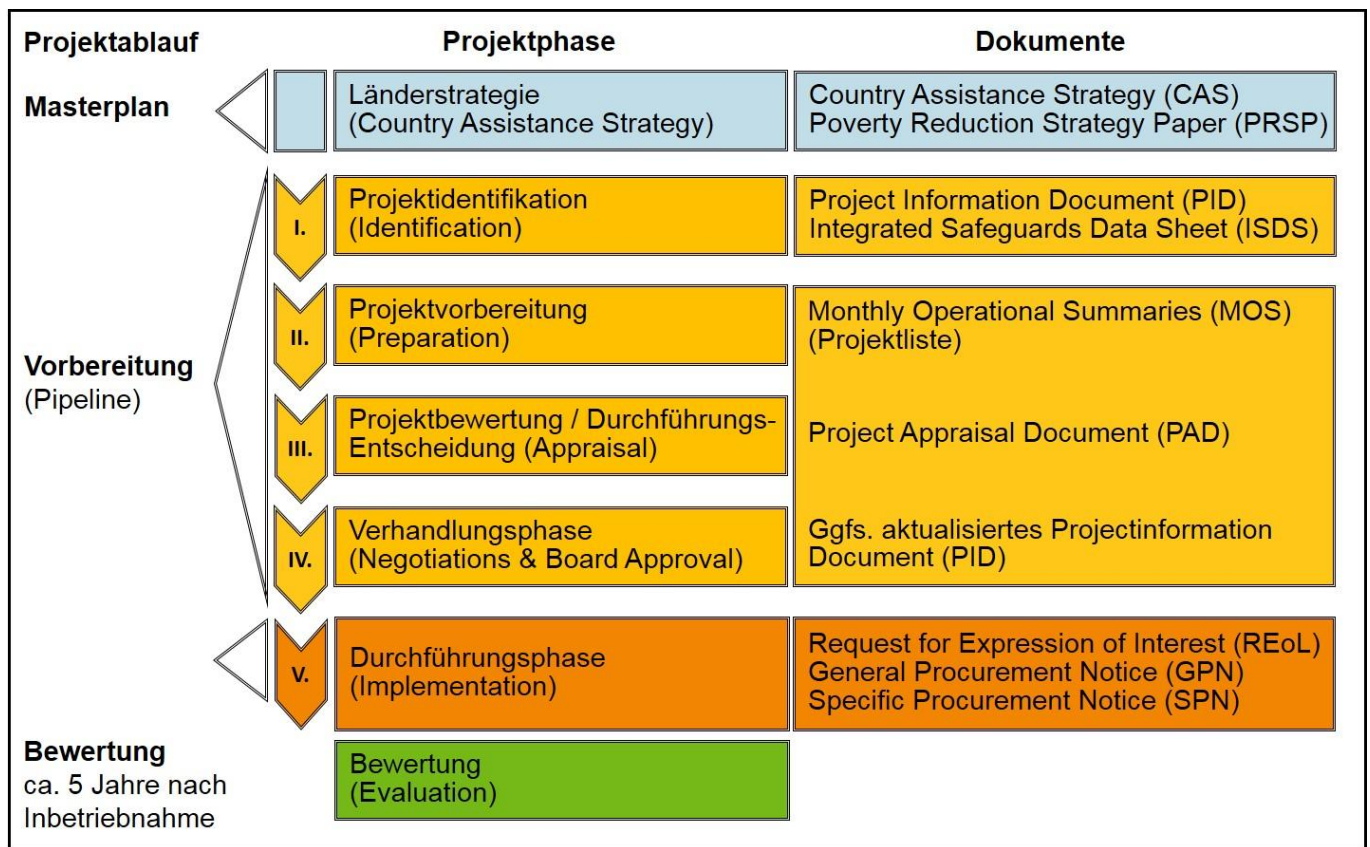 Projektablauf Projektphase Dokumente
Masterplan
Länderstrategie
(Country Assistance Strategy)
Country Assistance Strategy (CAS)
Poverty Reduction Strategy Paper (PRSP)
Vorbereitung
(Pipeline)
I.
Projektidentifikation
(Identification)
Project Information Document (PID)
Integrated Safeguards Data Sheet (ISDS)
II.
Projektvorbereitung
(Preparation)
Monthly Operational Summaries (MOS)
(Projektliste)
III.
Projektbewertung / Durchführungs-
Entscheidung (Appraisal)
Project Appraisal Document (PAD)
IV.
Verhandlungsphase
(Negotiations & Board Approval)
Ggfs. aktualisiertes Projectinformation
Document (PID)
V.
Durchführungsphase
(Implementation)
Request for Expression of Interest (REoL)
General Procurement Notice (GPN)
Specific Procurement Notice (SPN)
Bewertung
ca. 5 Jahre nach
Inbetriebnahme
Bewertung
(Evaluation)